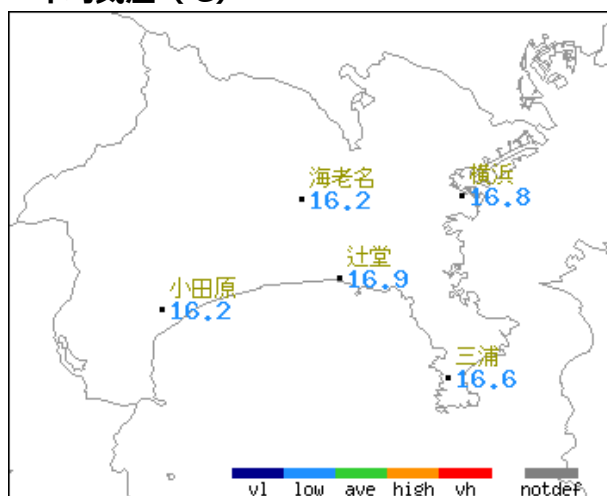 海老名
16.2
横浜
16.8
辻堂
16.9
小田原
16.2
三浦
16.6
vl low ave high vh notdef